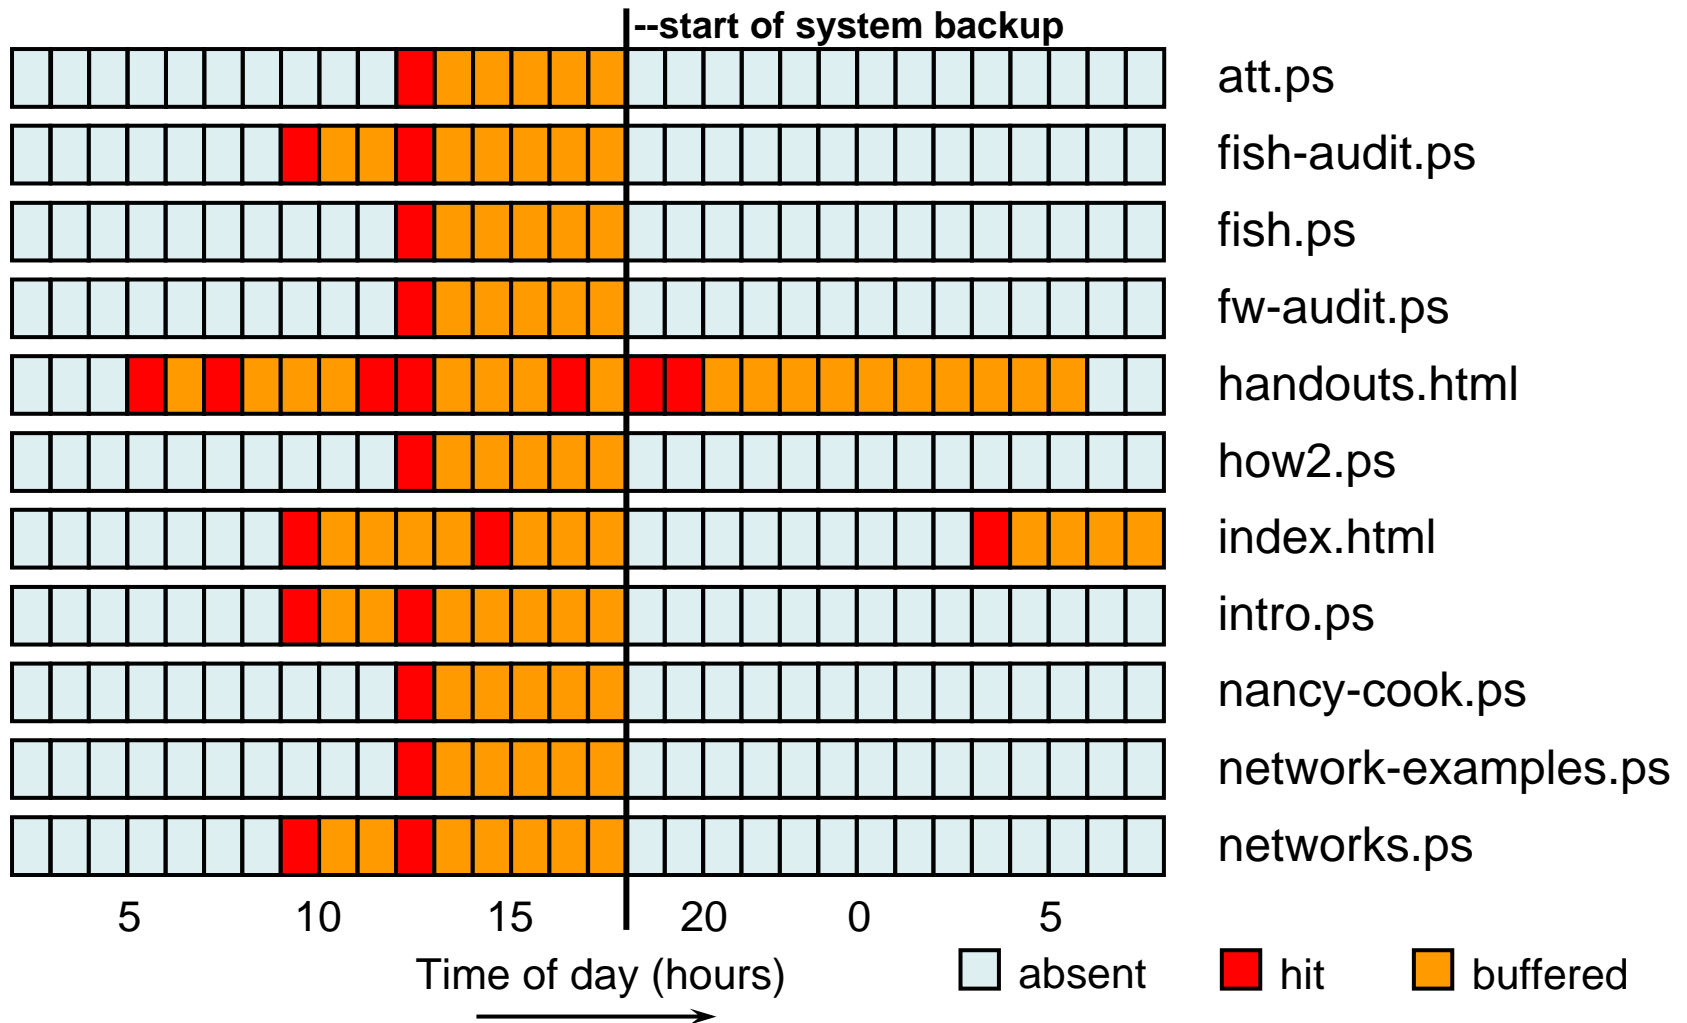 --start of system backup
att.ps
fish-audit.ps
fish.ps
fw-audit.ps
handouts.html
how2.ps
index.html
intro.ps
nancy-cook.ps
network-examples.ps
networks.ps
5 10 15 20 0 5
Time of day (hours)
absent hit buffered